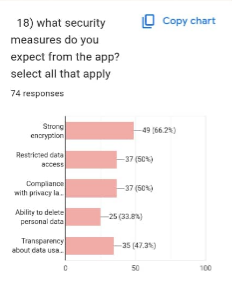 18) what security
Copy chart
measures do you
expect from the app?
select all that apply
74 responses
Strong
encryption
49 (66.2%)
Restricted data
access
37 (50%)
Compliance
with privacy la...
37 (50%)
Ability to delete
personal data
25 (33.8%)
Transparency
about data usa...
35 (47.3%)
0
50
100